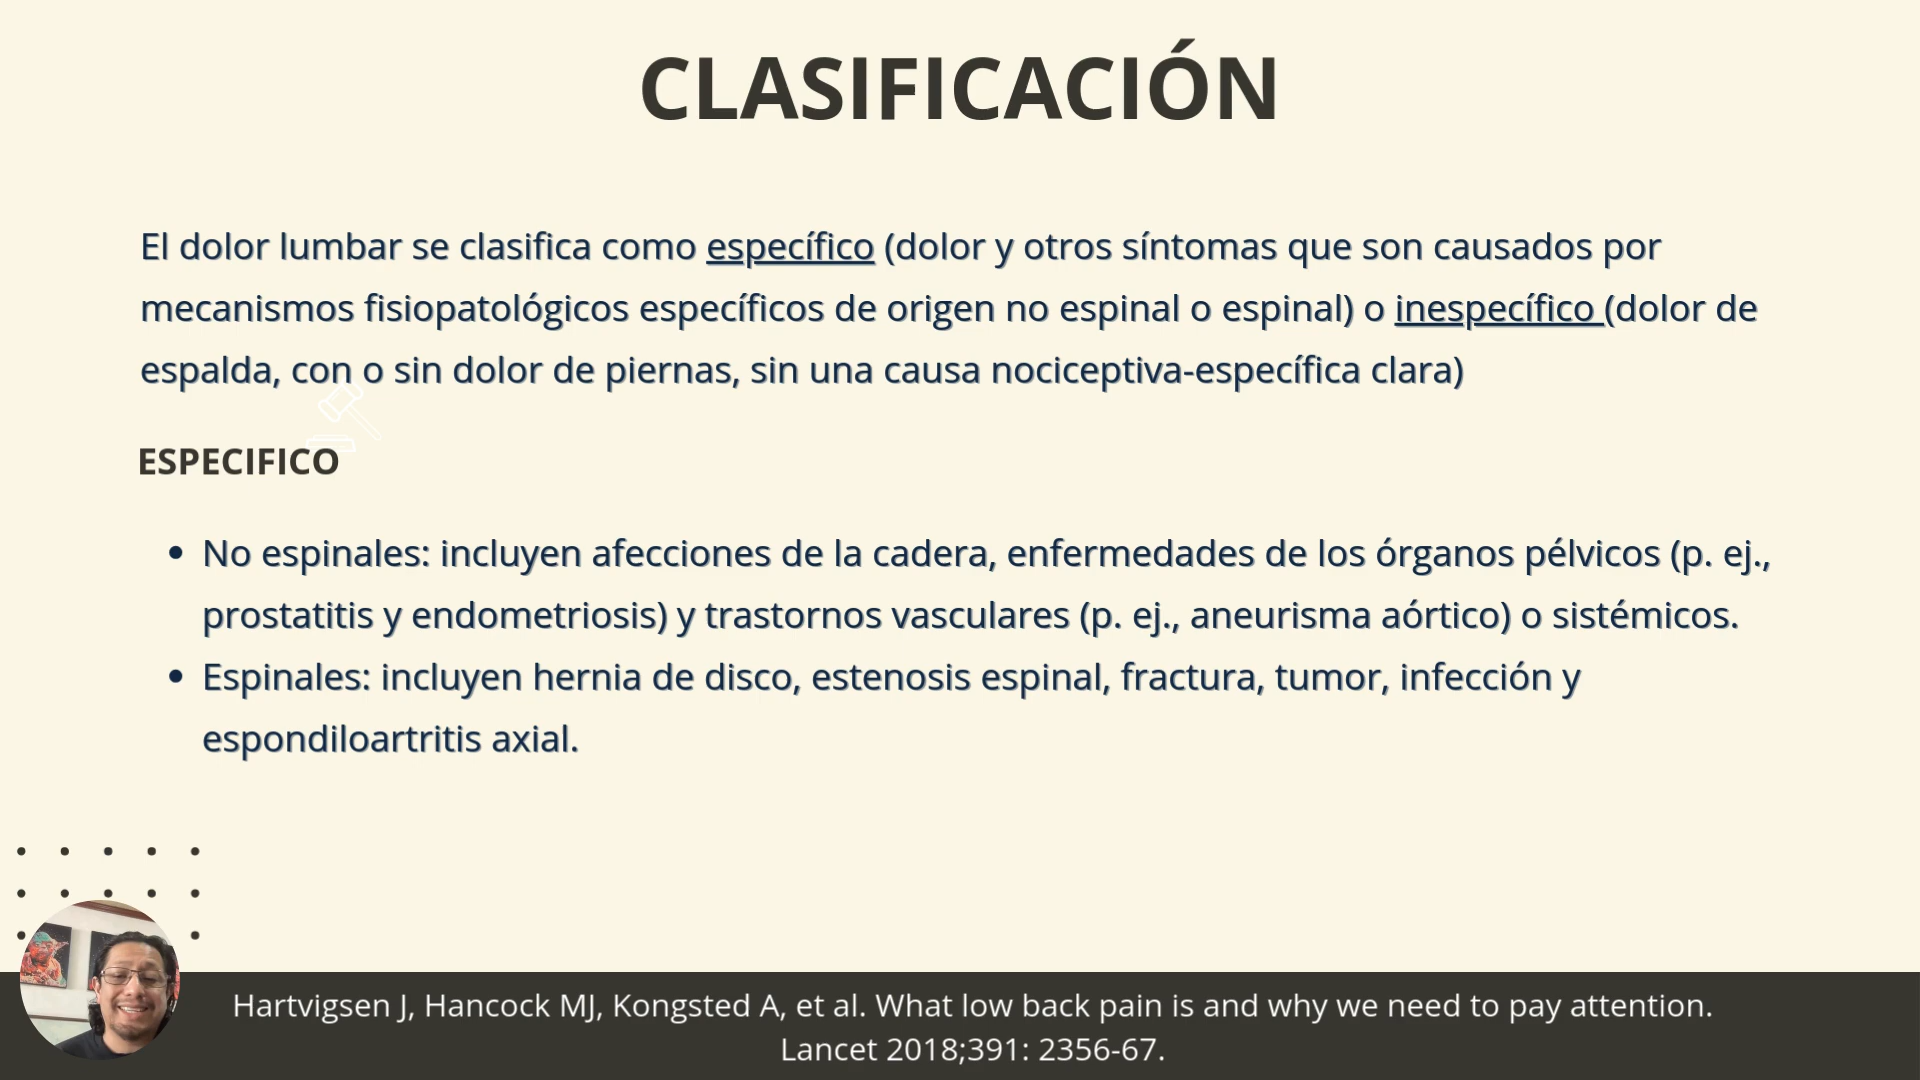 CLASIFICACIÓN
El dolor lumbar se clasifica como específico (dolor y otros síntomas que son causados por
mecanismos fisiopatológicos específicos de origen no espinal o espinal) o inespecífico (dolor de
espalda, con o sin dolor de piernas, sin una causa nociceptiva-específica clara)
ESPECIFICO
• No espinales: incluyen afecciones de la cadera, enfermedades de los órganos pélvicos (p. ej.,
prostatitis y endometriosis) y trastornos vasculares (p. ej., aneurisma aórtico) o sistémicos.
• Espinales: incluyen hernia de disco, estenosis espinal, fractura, tumor, infección y
espondiloartritis axial.
Hartvigsen J, Hancock MJ, Kongsted A, et al. What low back pain is and why we need to pay attention.
Lancet 2018;391: 2356-67.